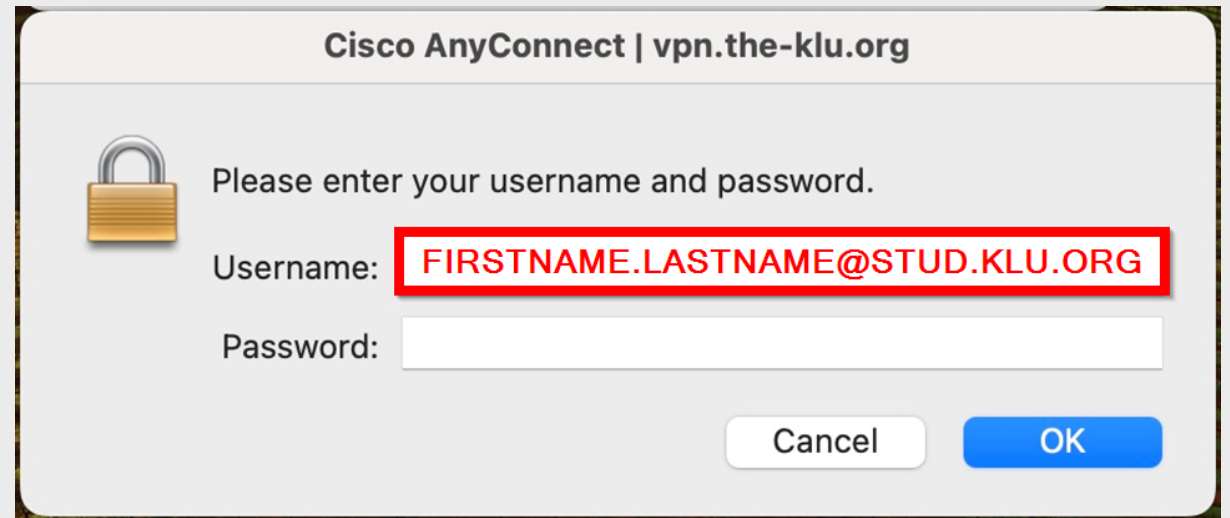 Cisco AnyConnect | vpn.the-klu.org
Please enter your username and password.
Username: FIRSTNAME.LASTNAME@STUD.KLU.ORG
Password:
Cancel OK